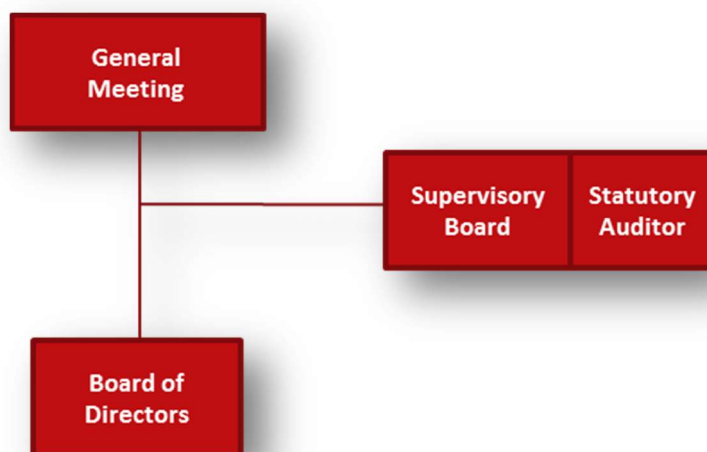 General
Meeting
Supervisory
Board
Statutory
Auditor
Board of
Directors